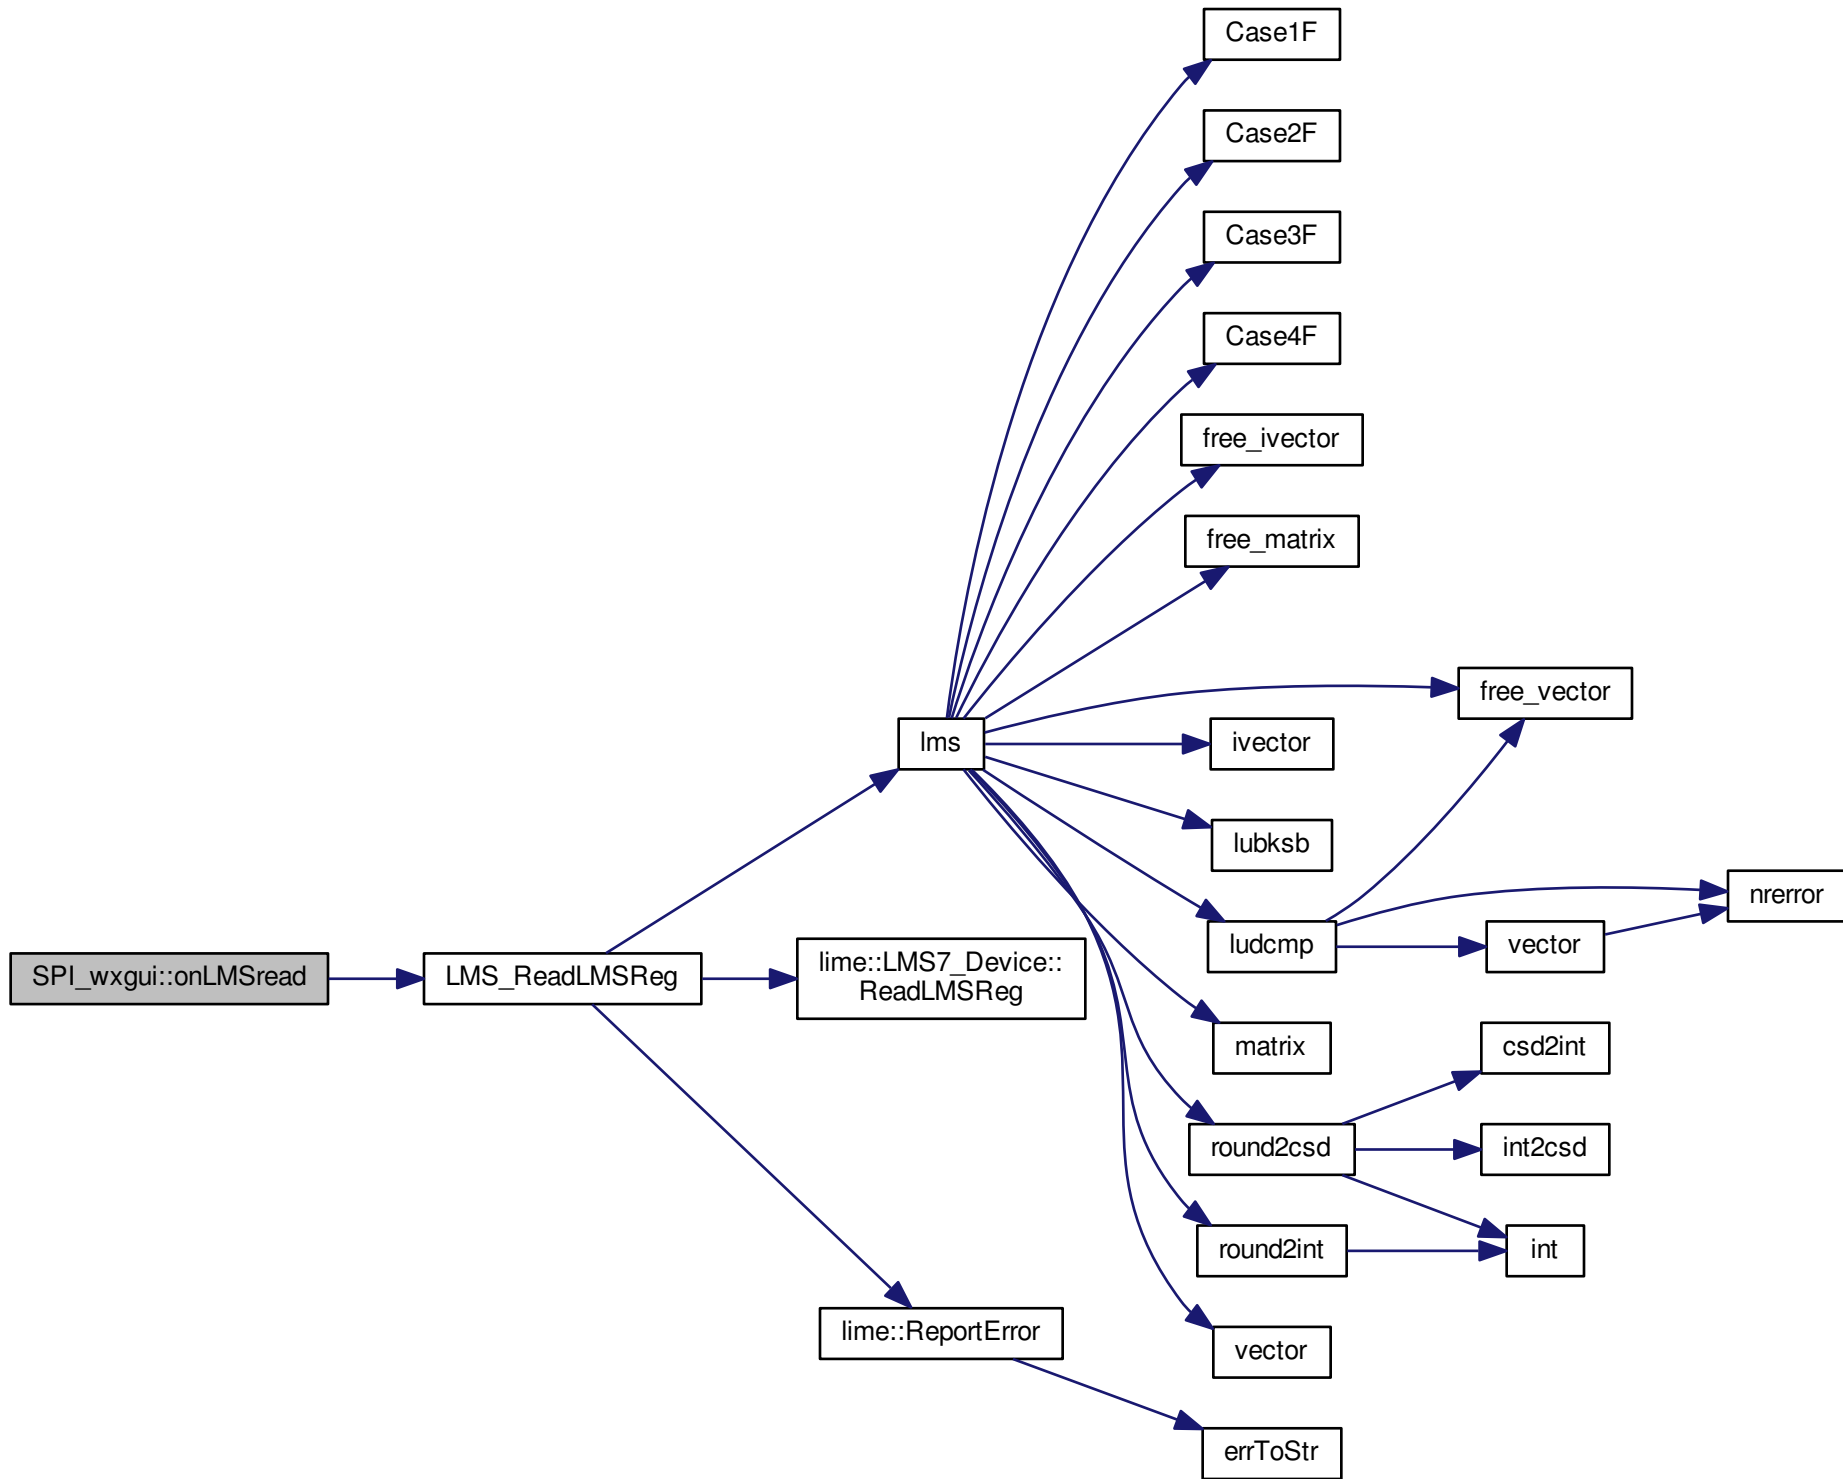 Case1F
Case2F
Case3F
Case4F
free_ivector
free_matrix
free_vector
lms
ivector
lubksb
nrerror
ludcmp
vector
SPI_wxgui::onLMSread
LMS_ReadLMSReg
lime::LMS7_Device::
ReadLMSReg
matrix
csd2int
round2csd
int2csd
round2int
int
lime::ReportError
vector
errToStr